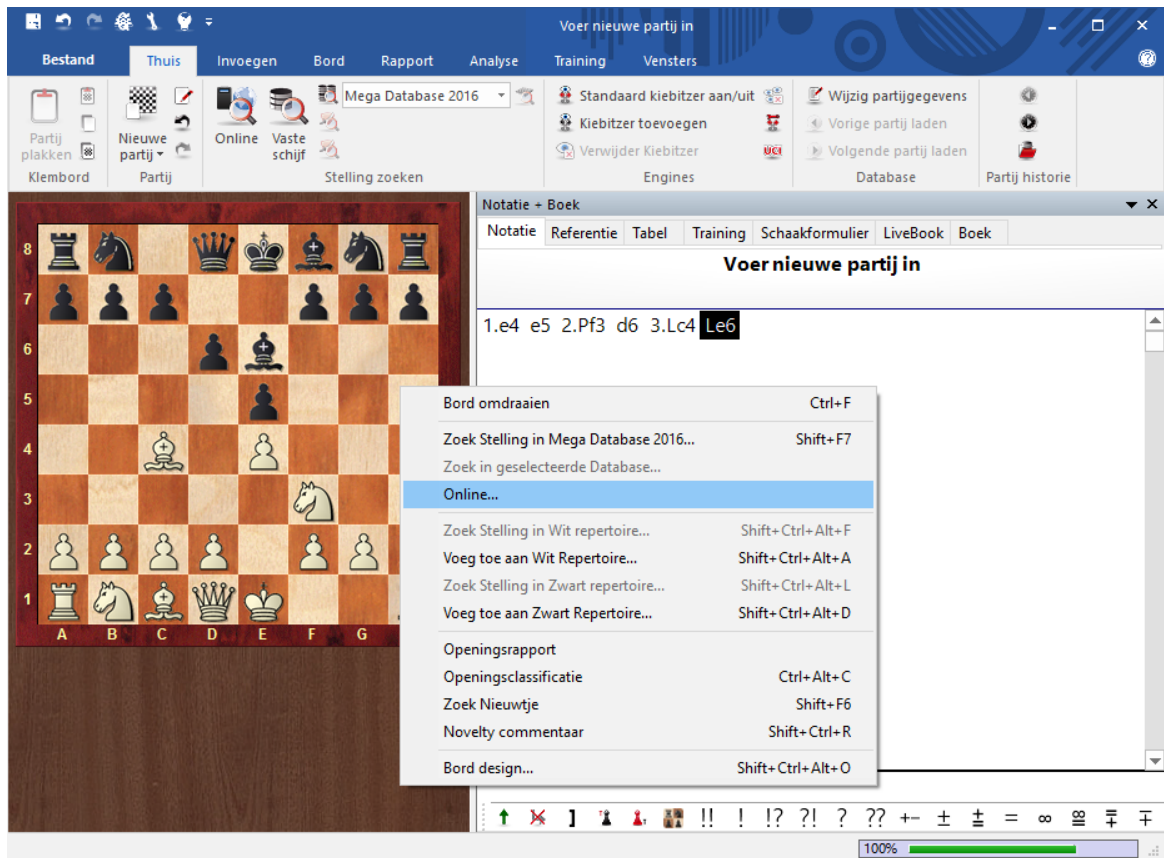 Voer nieuwe partij in
Bestand Thuis Invoegen Bord Rapport Analyse Training Vensters
Partij plakken
Klembord
Nieuwe partij
Partij
Online
Vaste schijf
Mega Database 2016
Stelling zoeken
Standaard kiebitzer aan/uit
Kiebitzer toevoegen
Verwijder Kiebitzer
UCI
Engines
Wijzig partijgegevens
Vorige partij laden
Volgende partij laden
Database
Partij historie
Notatie + Boek
Notatie Referentie Tabel Training Schaakformulier LiveBook Boek
Voer nieuwe partij in
1.e4 e5 2.Pf3 d6 3.Lc4 Le6
8
7
6
5
4
3
2
1
A B C D E F G
Bord omdraaien Ctrl+F
Zoek Stelling in Mega Database 2016... Shift+F7
Zoek in geselecteerde Database...
Online...
Zoek Stelling in Wit repertoire... Shift+Ctrl+Alt+F
Voeg toe aan Wit Repertoire... Shift+Ctrl+Alt+A
Zoek Stelling in Zwart repertoire... Shift+Ctrl+Alt+L
Voeg toe aan Zwart Repertoire... Shift+Ctrl+Alt+D
Openingsrapport
Openingsclassificatie Ctrl+Alt+C
Zoek Nieuwtje Shift+F6
Novelty commentaar Shift+Ctrl+R
Bord design... Shift+Ctrl+Alt+O
] !! ! !? ?! ? ?? +− ± ⩲ = ∞ ≌ ⩱ ∓
100%